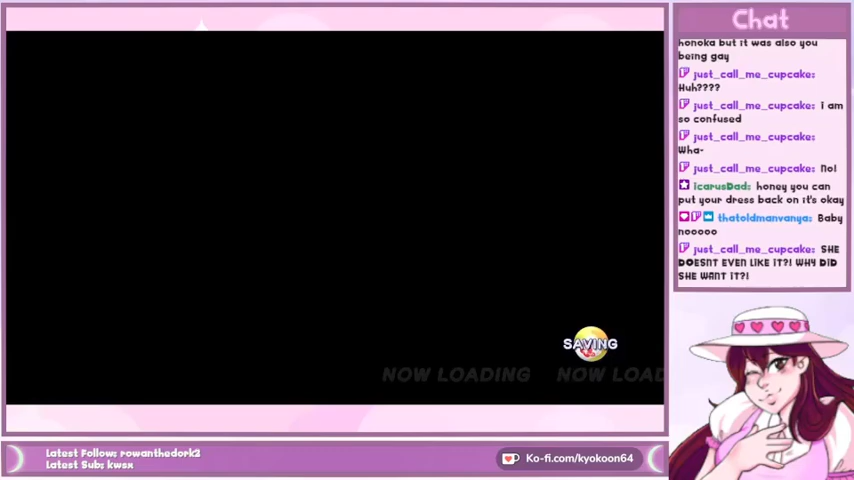 Chat
honoka but it was also you
being gay
just_call_me_cupcake:
Huh????
just_call_me_cupcake: i am
so confused
just_call_me_cupcake:
Wha-
just_call_me_cupcake: No!
icarusDad: honey you can
put your dress back on it's okay
thatoldmanvanya: Baby
nooooo
just_call_me_cupcake: SHE
DOESNT EVEN LIKE IT?! WHY DID
SHE WANT IT?!
SAVING
NOW LOADING NOW LOAD
Latest Follow: rowanthedork2
Latest Sub: kwsx
Ko-fi.com/kyokoon64